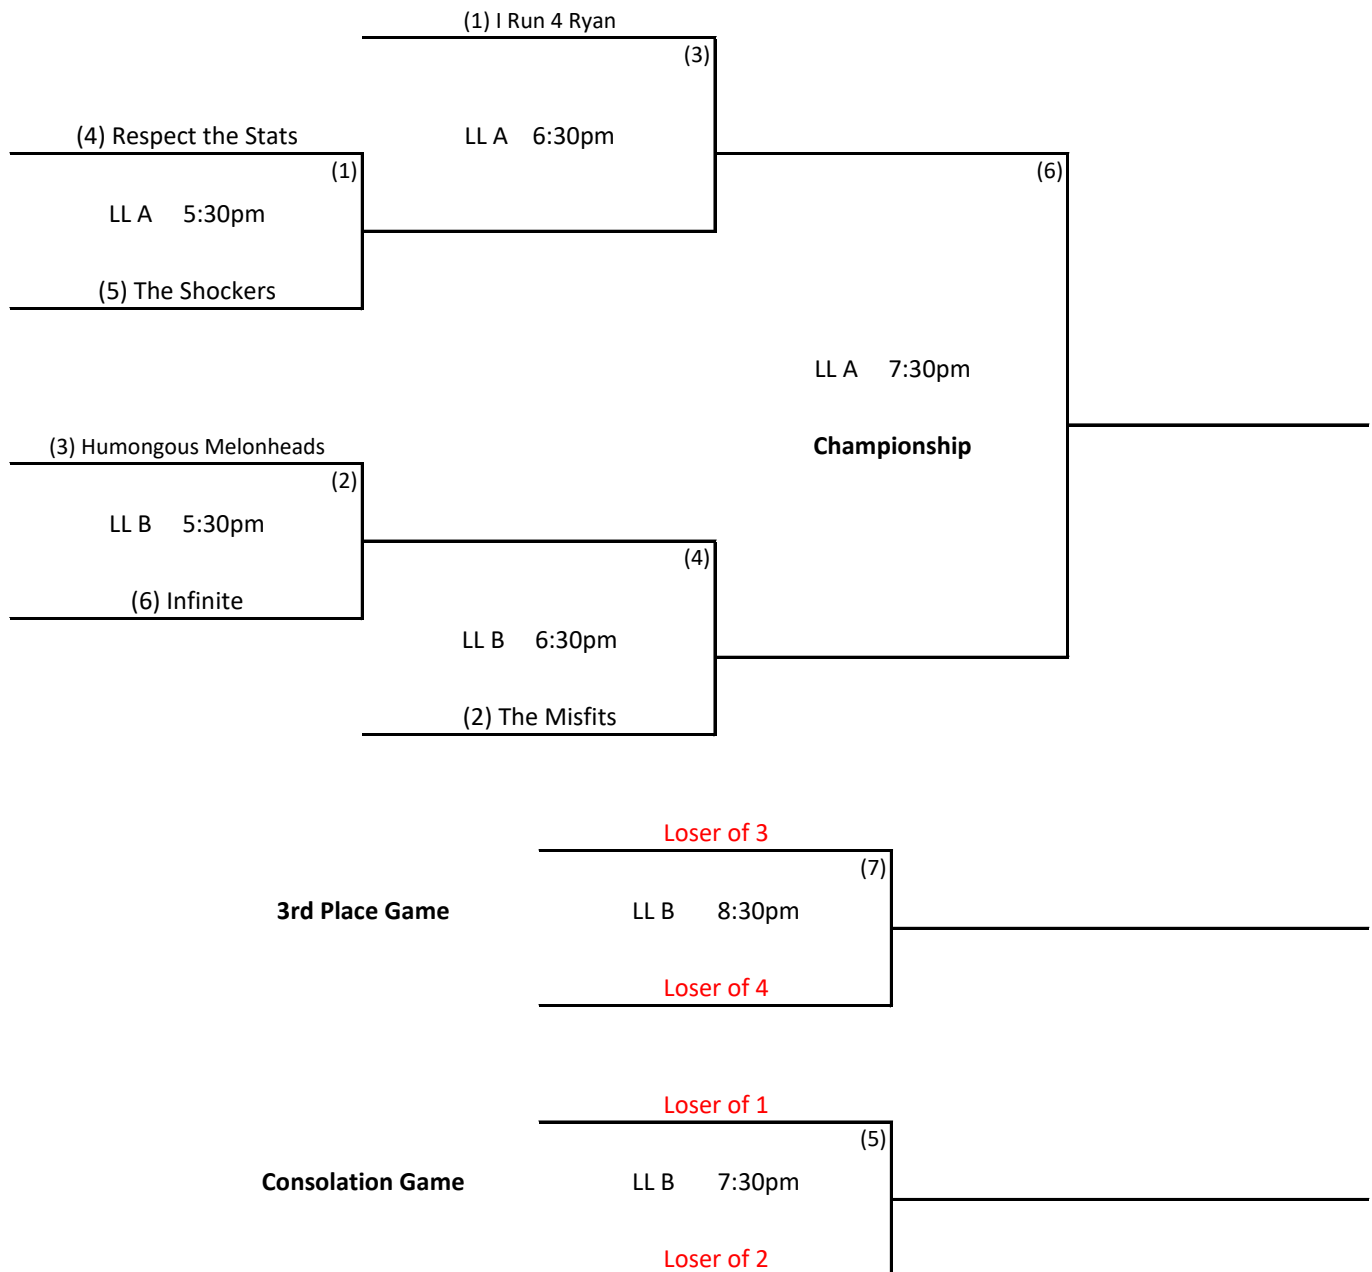 (1) I Run 4 Ryan
(3)
(4) Respect the Stats
LL A 6:30pm
(1)
(6)
LL A 5:30pm
(5) The Shockers
LL A 7:30pm
(3) Humongous Melonheads
Championship
(2)
LL B 5:30pm
(4)
(6) Infinite
LL B 6:30pm
(2) The Misfits
Loser of 3
(7)
3rd Place Game
LL B 8:30pm
Loser of 4
Loser of 1
(5)
Consolation Game
LL B 7:30pm
Loser of 2